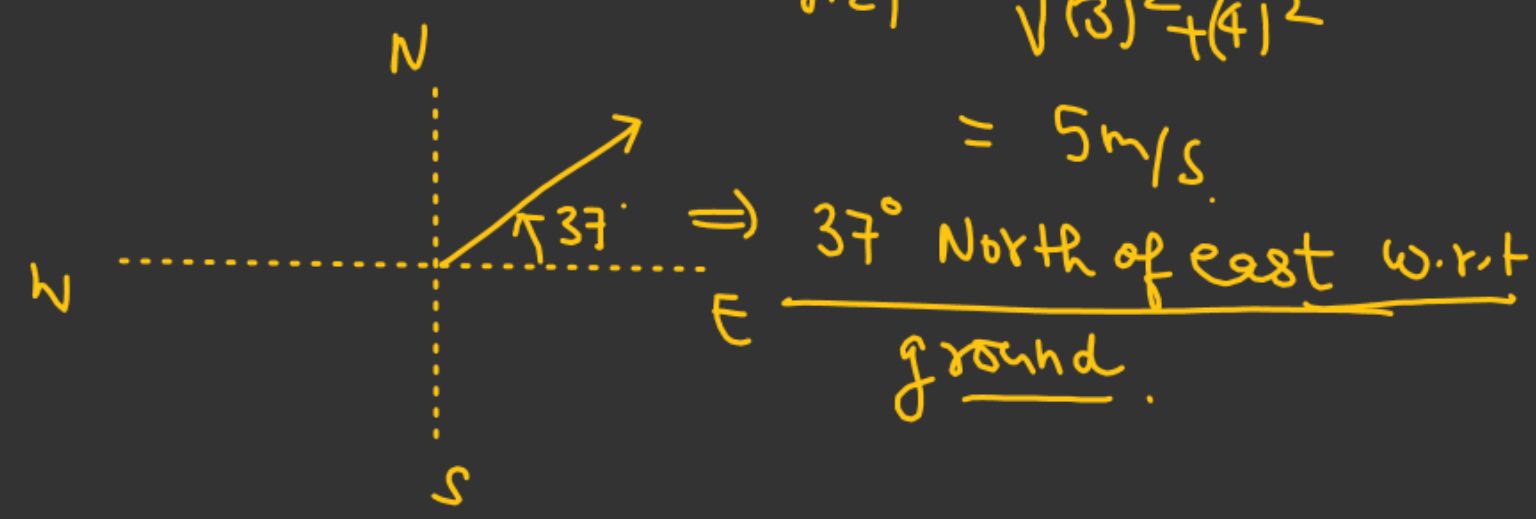 √(3)²+(4)²
N
= 5m/s.
37° ⇒ 37° North of east w.r.t
W
E
ground.
S